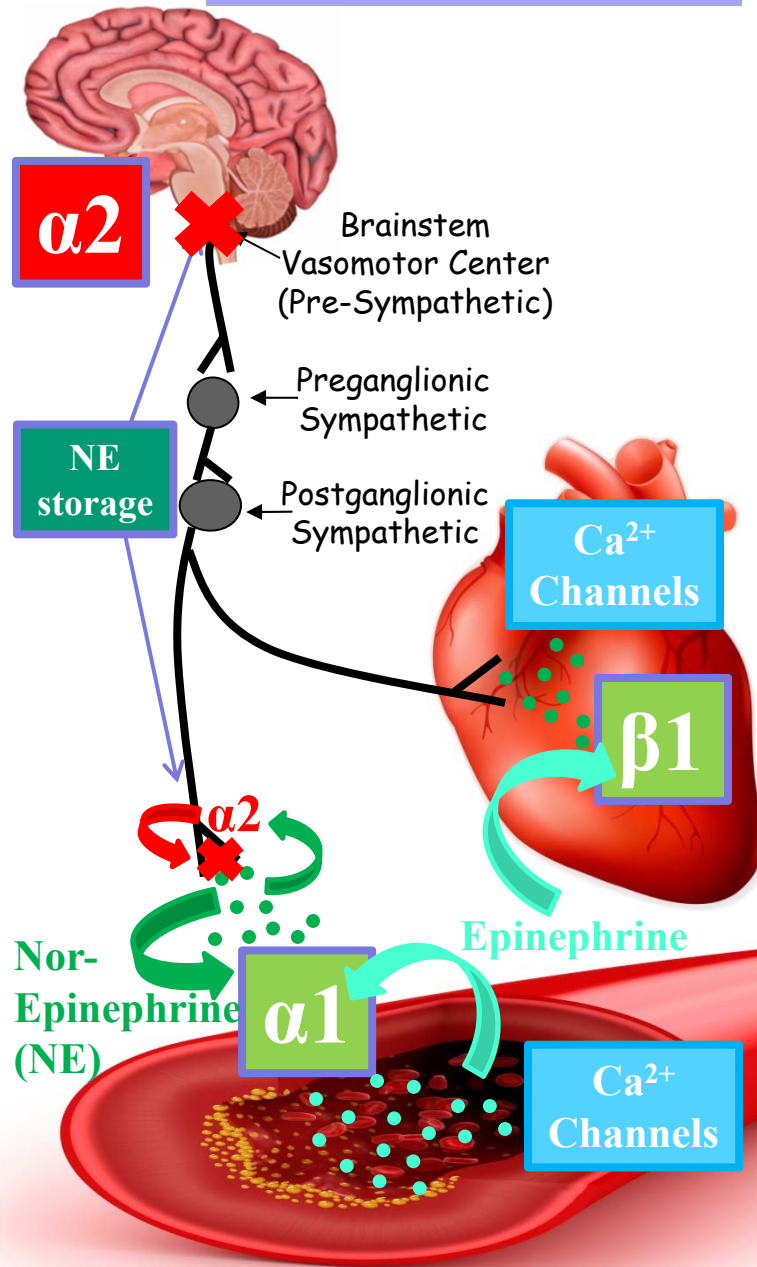 α2
Brainstem
Vasomotor Center
(Pre-Sympathetic)
Preganglionic
Sympathetic
NE
storage
Postganglionic
Sympathetic
Ca²⁺
Channels
β1
α2
Epinephrine
Nor-
Epinephrine
(NE)
α1
Ca²⁺
Channels